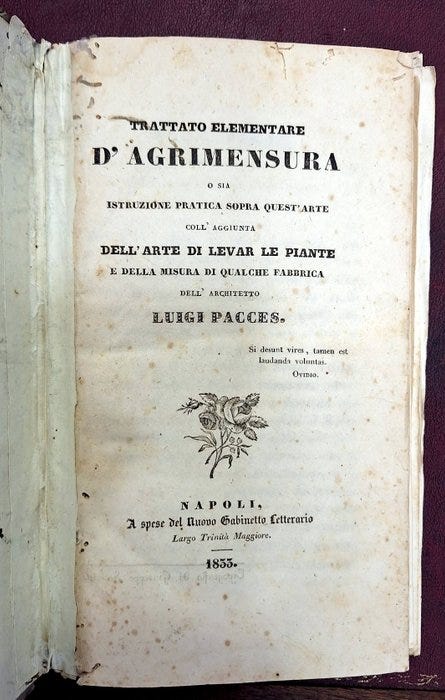 TRATTATO ELEMENTARE
D'AGRIMENSURA
O SIA
ISTRUZIONE PRATICA SOPRA QUEST'ARTE
COLL' AGGIUNTA
DELL'ARTE DI LEVAR LE PIANTE
E DELLA MISURA DI QUALCHE FABBRICA
DELL' ARCHITETTO
LUIGI PACCES.
Si desunt vires, tamen est
laudanda voluntas.
OVIDIO.
NAPOLI,
A spese del Nuovo Gabinetto Letterario
Largo Trinità Maggiore.
1833.